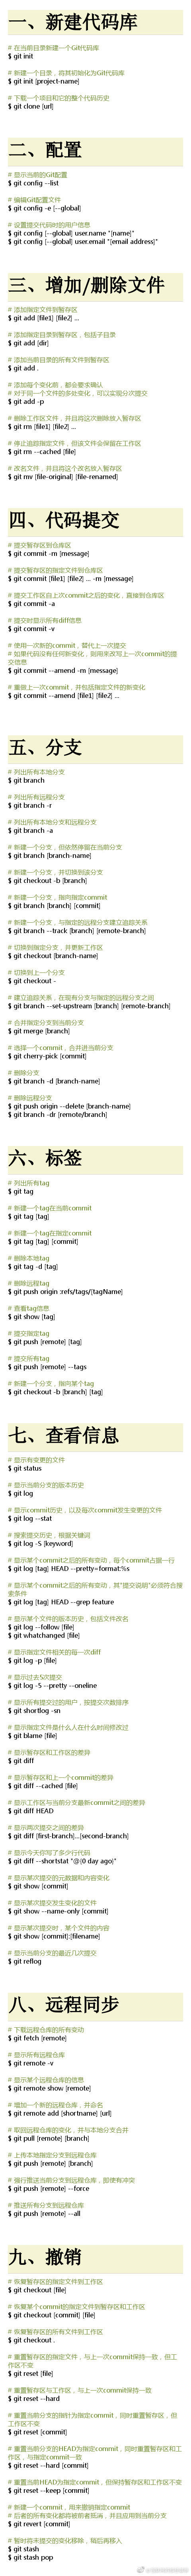 一、新建代码库
# 在当前目录新建一个Git代码库
$ git init
# 新建一个目录，将其初始化为Git代码库
$ git init [project-name]
# 下载一个项目和它的整个代码历史
$ git clone [url]
二、配置
# 显示当前的Git配置
$ git config --list
# 编辑Git配置文件
$ git config -e [--global]
# 设置提交代码时的用户信息
$ git config [--global] user.name "[name]"
$ git config [--global] user.email "[email address]"
三、增加/删除文件
# 添加指定文件到暂存区
$ git add [file1] [file2] ...
# 添加指定目录到暂存区，包括子目录
$ git add [dir]
# 添加当前目录的所有文件到暂存区
$ git add .
# 添加每个变化前，都会要求确认
# 对于同一个文件的多处变化，可以实现分次提交
$ git add -p
# 删除工作区文件，并且将这次删除放入暂存区
$ git rm [file1] [file2] ...
# 停止追踪指定文件，但该文件会保留在工作区
$ git rm --cached [file]
# 改名文件，并且将这个改名放入暂存区
$ git mv [file-original] [file-renamed]
四、代码提交
# 提交暂存区到仓库区
$ git commit -m [message]
# 提交暂存区的指定文件到仓库区
$ git commit [file1] [file2] ... -m [message]
# 提交工作区自上次commit之后的变化，直接到仓库区
$ git commit -a
# 提交时显示所有diff信息
$ git commit -v
# 使用一次新的commit，替代上一次提交
# 如果代码没有任何新变化，则用来改写上一次commit的提
交信息
$ git commit --amend -m [message]
# 重做上一次commit，并包括指定文件的新变化
$ git commit --amend [file1] [file2] ...
五、分支
# 列出所有本地分支
$ git branch
# 列出所有远程分支
$ git branch -r
# 列出所有本地分支和远程分支
$ git branch -a
# 新建一个分支，但依然停留在当前分支
$ git branch [branch-name]
# 新建一个分支，并切换到该分支
$ git checkout -b [branch]
# 新建一个分支，指向指定commit
$ git branch [branch] [commit]
# 新建一个分支，与指定的远程分支建立追踪关系
$ git branch --track [branch] [remote-branch]
# 切换到指定分支，并更新工作区
$ git checkout [branch-name]
# 切换到上一个分支
$ git checkout -
# 建立追踪关系，在现有分支与指定的远程分支之间
$ git branch --set-upstream [branch] [remote-branch]
# 合并指定分支到当前分支
$ git merge [branch]
# 选择一个commit，合并进当前分支
$ git cherry-pick [commit]
# 删除分支
$ git branch -d [branch-name]
# 删除远程分支
$ git push origin --delete [branch-name]
$ git branch -dr [remote/branch]
六、标签
# 列出所有tag
$ git tag
# 新建一个tag在当前commit
$ git tag [tag]
# 新建一个tag在指定commit
$ git tag [tag] [commit]
# 删除本地tag
$ git tag -d [tag]
# 删除远程tag
$ git push origin :refs/tags/[tagName]
# 查看tag信息
$ git show [tag]
# 提交指定tag
$ git push [remote] [tag]
# 提交所有tag
$ git push [remote] --tags
# 新建一个分支，指向某个tag
$ git checkout -b [branch] [tag]
七、查看信息
# 显示有变更的文件
$ git status
# 显示当前分支的版本历史
$ git log
# 显示commit历史，以及每次commit发生变更的文件
$ git log --stat
# 搜索提交历史，根据关键词
$ git log -S [keyword]
# 显示某个commit之后的所有变动，每个commit占据一行
$ git log [tag] HEAD --pretty=format:%s
# 显示某个commit之后的所有变动，其"提交说明"必须符合搜
索条件
$ git log [tag] HEAD --grep feature
# 显示某个文件的版本历史，包括文件改名
$ git log --follow [file]
$ git whatchanged [file]
# 显示指定文件相关的每一次diff
$ git log -p [file]
# 显示过去5次提交
$ git log -5 --pretty --oneline
# 显示所有提交过的用户，按提交次数排序
$ git shortlog -sn
# 显示指定文件是什么人在什么时间修改过
$ git blame [file]
# 显示暂存区和工作区的差异
$ git diff
# 显示暂存区和上一个commit的差异
$ git diff --cached [file]
# 显示工作区与当前分支最新commit之间的差异
$ git diff HEAD
# 显示两次提交之间的差异
$ git diff [first-branch]...[second-branch]
# 显示今天你写了多少行代码
$ git diff --shortstat "@{0 day ago}"
# 显示某次提交的元数据和内容变化
$ git show [commit]
# 显示某次提交发生变化的文件
$ git show --name-only [commit]
# 显示某次提交时，某个文件的内容
$ git show [commit]:[filename]
# 显示当前分支的最近几次提交
$ git reflog
八、远程同步
# 下载远程仓库的所有变动
$ git fetch [remote]
# 显示所有远程仓库
$ git remote -v
# 显示某个远程仓库的信息
$ git remote show [remote]
# 增加一个新的远程仓库，并命名
$ git remote add [shortname] [url]
# 取回远程仓库的变化，并与本地分支合并
$ git pull [remote] [branch]
# 上传本地指定分支到远程仓库
$ git push [remote] [branch]
# 强行推送当前分支到远程仓库，即使有冲突
$ git push [remote] --force
# 推送所有分支到远程仓库
$ git push [remote] --all
九、撤销
# 恢复暂存区的指定文件到工作区
$ git checkout [file]
# 恢复某个commit的指定文件到暂存区和工作区
$ git checkout [commit] [file]
# 恢复暂存区的所有文件到工作区
$ git checkout .
# 重置暂存区的指定文件，与上一次commit保持一致，但工
作区不变
$ git reset [file]
# 重置暂存区与工作区，与上一次commit保持一致
$ git reset --hard
# 重置当前分支的指针为指定commit，同时重置暂存区，但
工作区不变
$ git reset [commit]
# 重置当前分支的HEAD为指定commit，同时重置暂存区和工
作区，与指定commit一致
$ git reset --hard [commit]
# 重置当前HEAD为指定commit，但保持暂存区和工作区不变
$ git reset --keep [commit]
# 新建一个commit，用来撤销指定commit
# 后者的所有变化都将被前者抵消，并且应用到当前分支
$ git revert [commit]
# 暂时将未提交的变化移除，稍后再移入
$ git stash
$ git stash pop